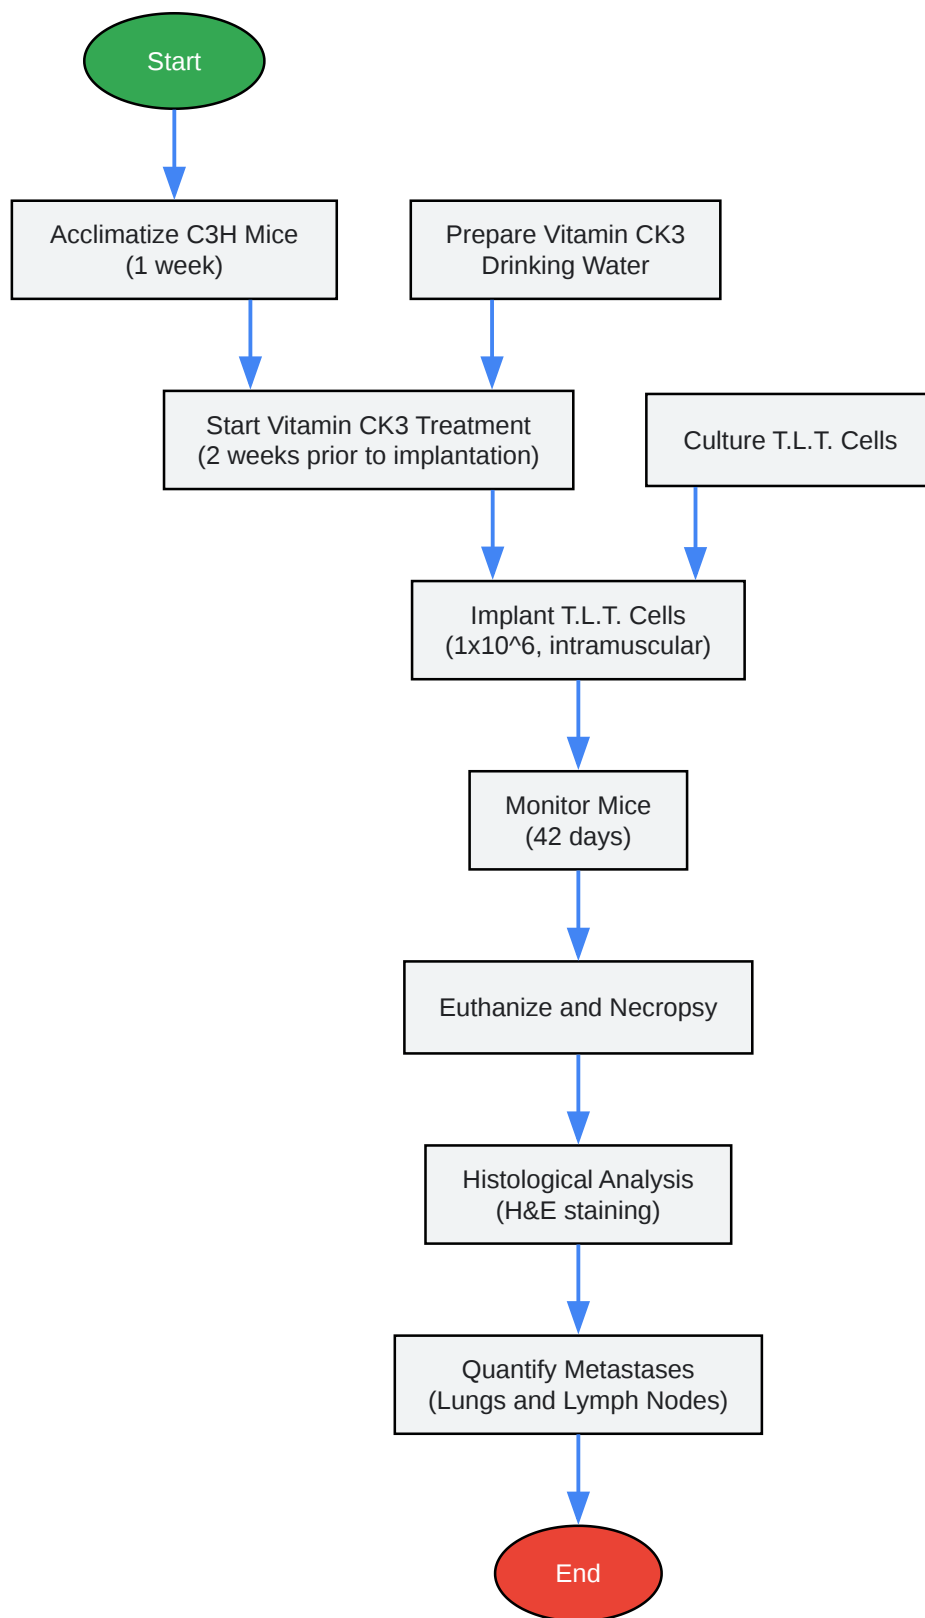 Start
Acclimatize C3H Mice
(1 week)
Prepare Vitamin CK3
Drinking Water
Start Vitamin CK3 Treatment
(2 weeks prior to implantation)
Culture T.L.T. Cells
Implant T.L.T. Cells
(1x10^6, intramuscular)
Monitor Mice
(42 days)
Euthanize and Necropsy
Histological Analysis
(H&E staining)
Quantify Metastases
(Lungs and Lymph Nodes)
End